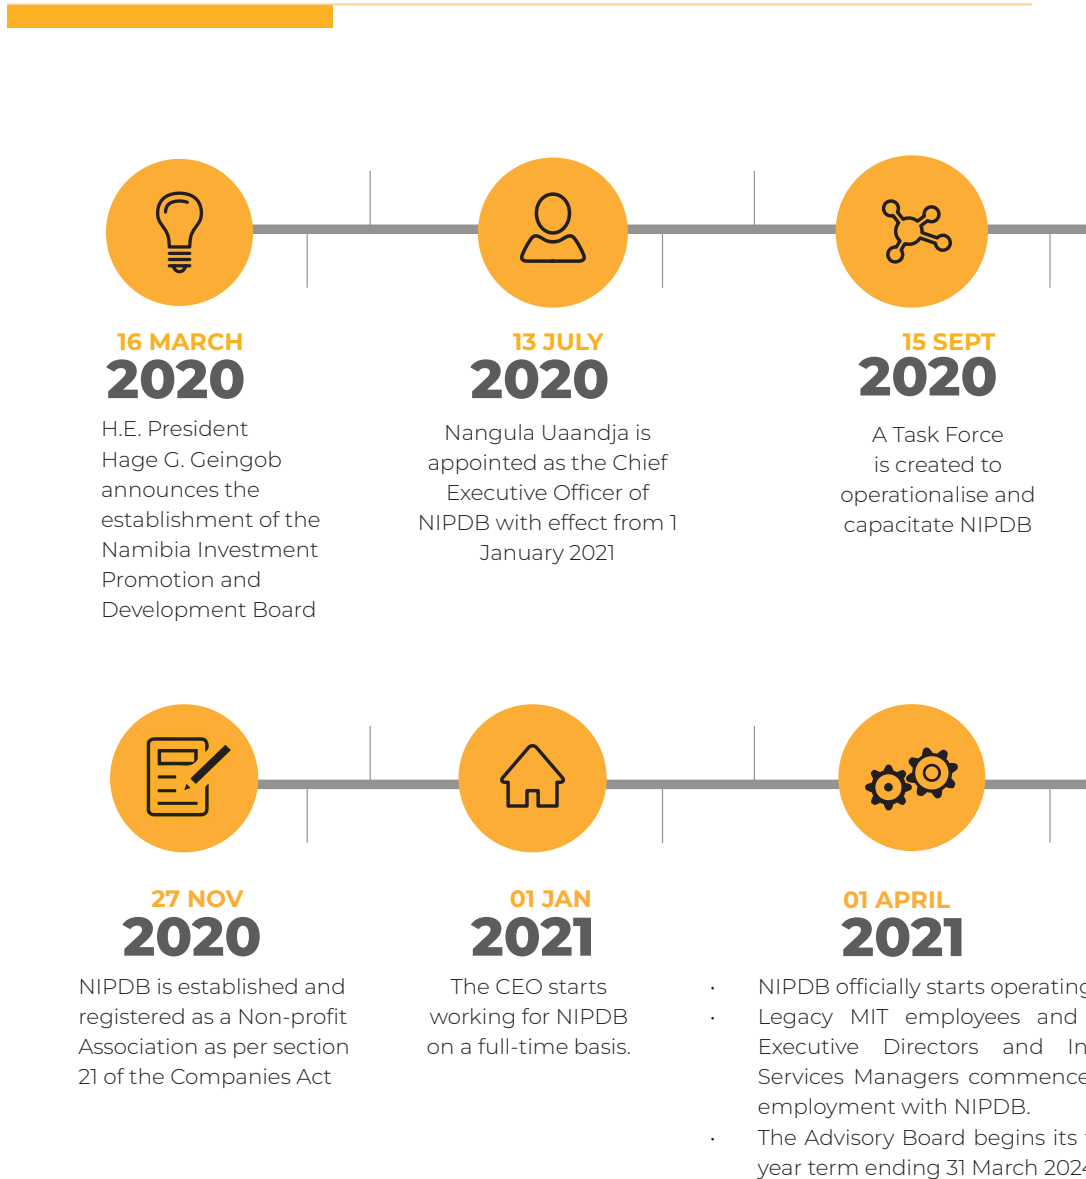 16 MARCH
2020
H.E. President
Hage G. Geingob
announces the
establishment of the
Namibia Investment
Promotion and
Development Board
13 JULY
2020
Nangula Uaandja is
appointed as the Chief
Executive Officer of
NIPDB with effect from 1
January 2021
15 SEPT
2020
A Task Force
is created to
operationalise and
capacitate NIPDB
27 NOV
2020
NIPDB is established and
registered as a Non-profit
Association as per section
21 of the Companies Act
01 JAN
2021
The CEO starts
working for NIPDB
on a full-time basis.
01 APRIL
2021
• NIPDB officially starts operating
• Legacy MIT employees and
Executive Directors and
Services Managers commence
employment with NIPDB.
• The Advisory Board begins its
year term ending 31 March 2024